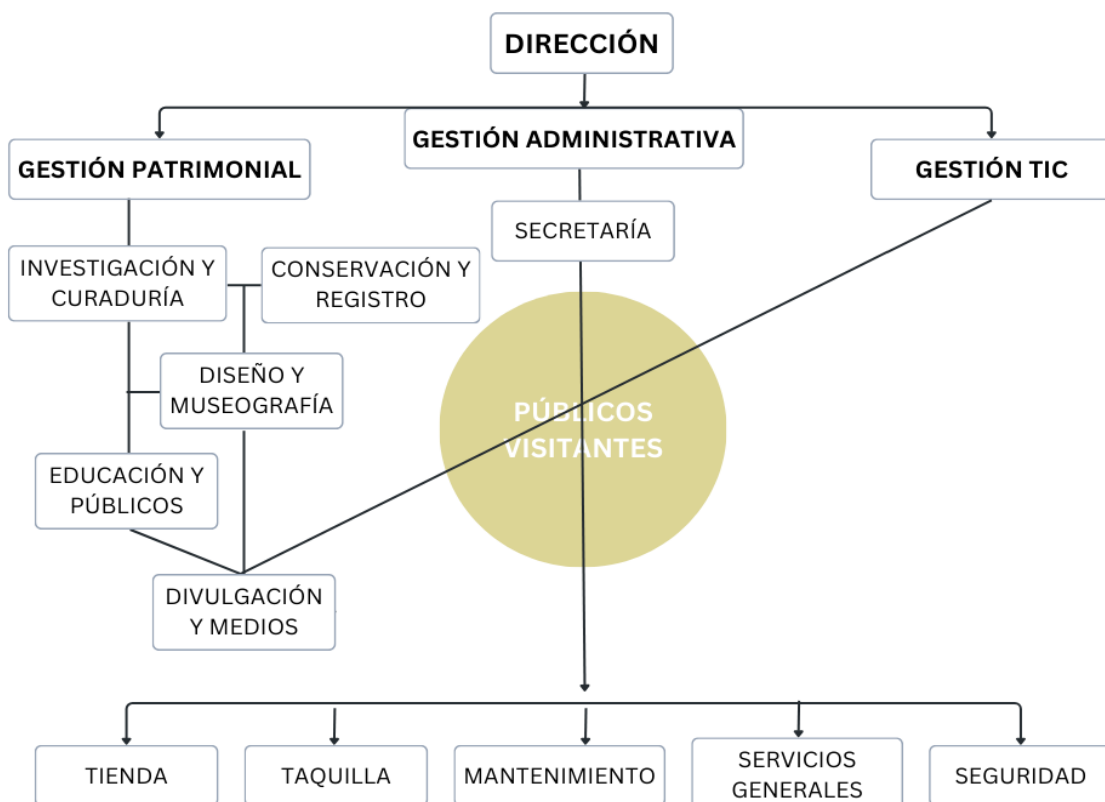 DIRECCIÓN
GESTIÓN PATRIMONIAL
GESTIÓN ADMINISTRATIVA
GESTIÓN TIC
SECRETARÍA
INVESTIGACIÓN Y
CURADURÍA
CONSERVACIÓN Y
REGISTRO
DISEÑO Y
MUSEOGRAFÍA
PÚBLICOS
VISITANTES
EDUCACIÓN Y
PÚBLICOS
DIVULGACIÓN
Y MEDIOS
TIENDA
TAQUILLA
MANTENIMIENTO
SERVICIOS
GENERALES
SEGURIDAD